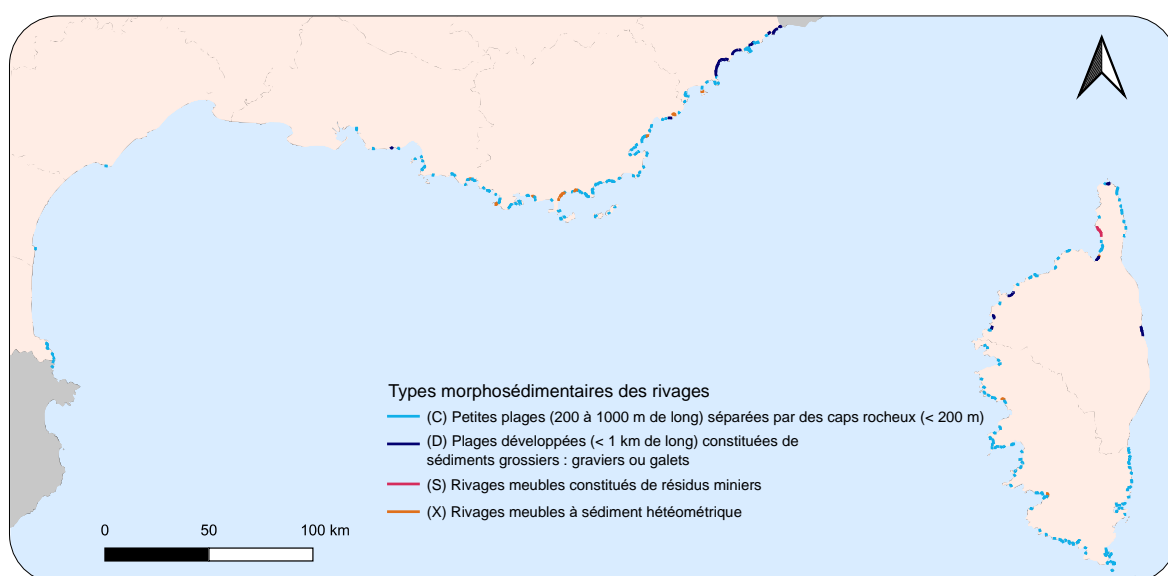 Types morphosédimentaires des rivages
(C) Petites plages (200 à 1000 m de long) séparées par des caps rocheux (< 200 m)
(D) Plages développées (< 1 km de long) constituées de
sédiments grossiers : graviers ou galets
(S) Rivages meubles constitués de résidus miniers
(X) Rivages meubles à sédiment hétéométrique
0 50 100 km